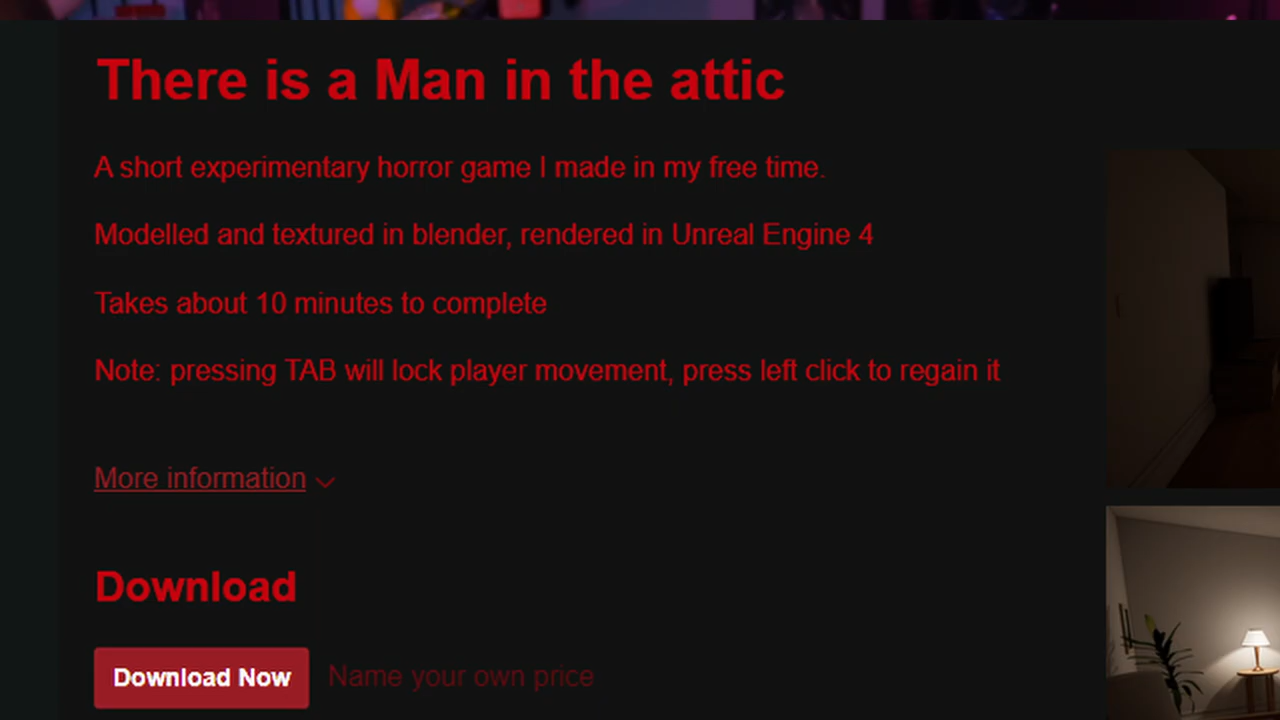 There is a Man in the attic
A short experimentary horror game I made in my free time.
Modelled and textured in blender, rendered in Unreal Engine 4
Takes about 10 minutes to complete
Note: pressing TAB will lock player movement, press left click to regain it
More information
Download
Download Now
Name your own price